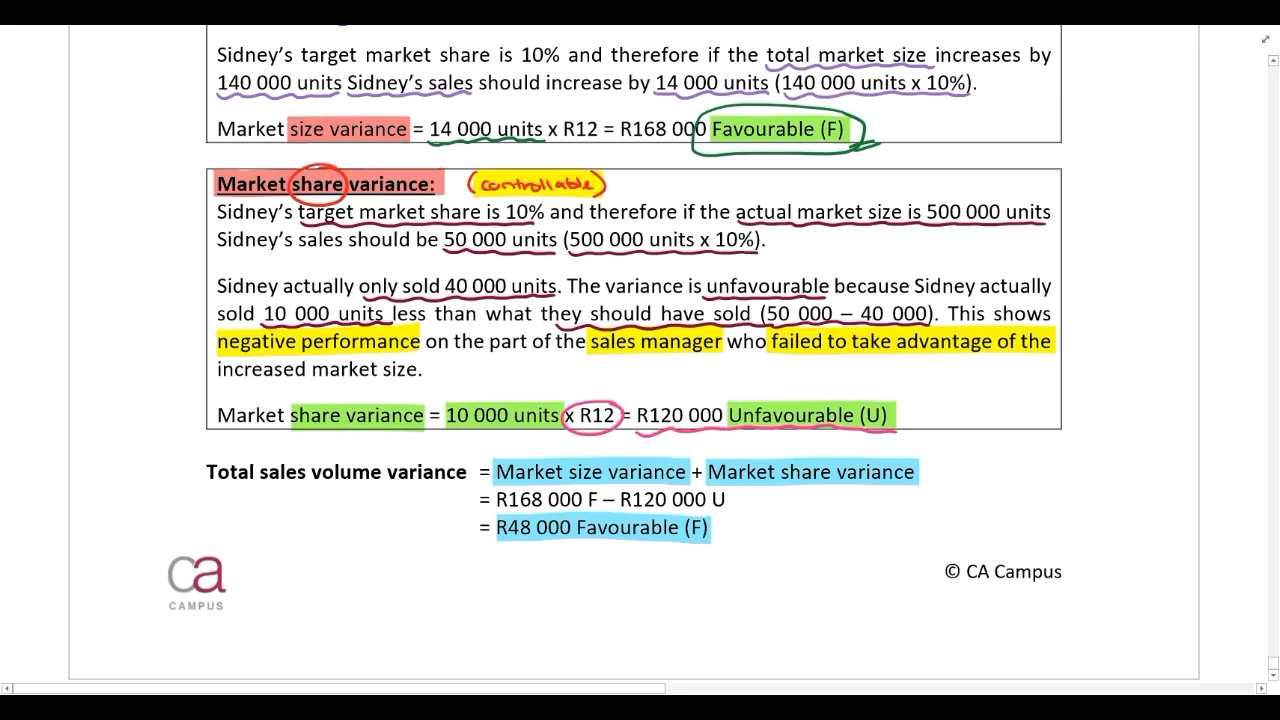 Sidney’s target market share is 10% and therefore if the total market size increases by
140 000 units Sidney’s sales should increase by 14 000 units (140 000 units x 10%).
Market size variance = 14 000 units x R12 = R168 000 Favourable (F)
Market share variance: (controllable)
Sidney’s target market share is 10% and therefore if the actual market size is 500 000 units
Sidney’s sales should be 50 000 units (500 000 units x 10%).
Sidney actually only sold 40 000 units. The variance is unfavourable because Sidney actually
sold 10 000 units less than what they should have sold (50 000 – 40 000). This shows
negative performance on the part of the sales manager who failed to take advantage of the
increased market size.
Market share variance = 10 000 units x R12 = R120 000 Unfavourable (U)
Total sales volume variance = Market size variance + Market share variance
= R168 000 F – R120 000 U
= R48 000 Favourable (F)
ca
CAMPUS
© CA Campus